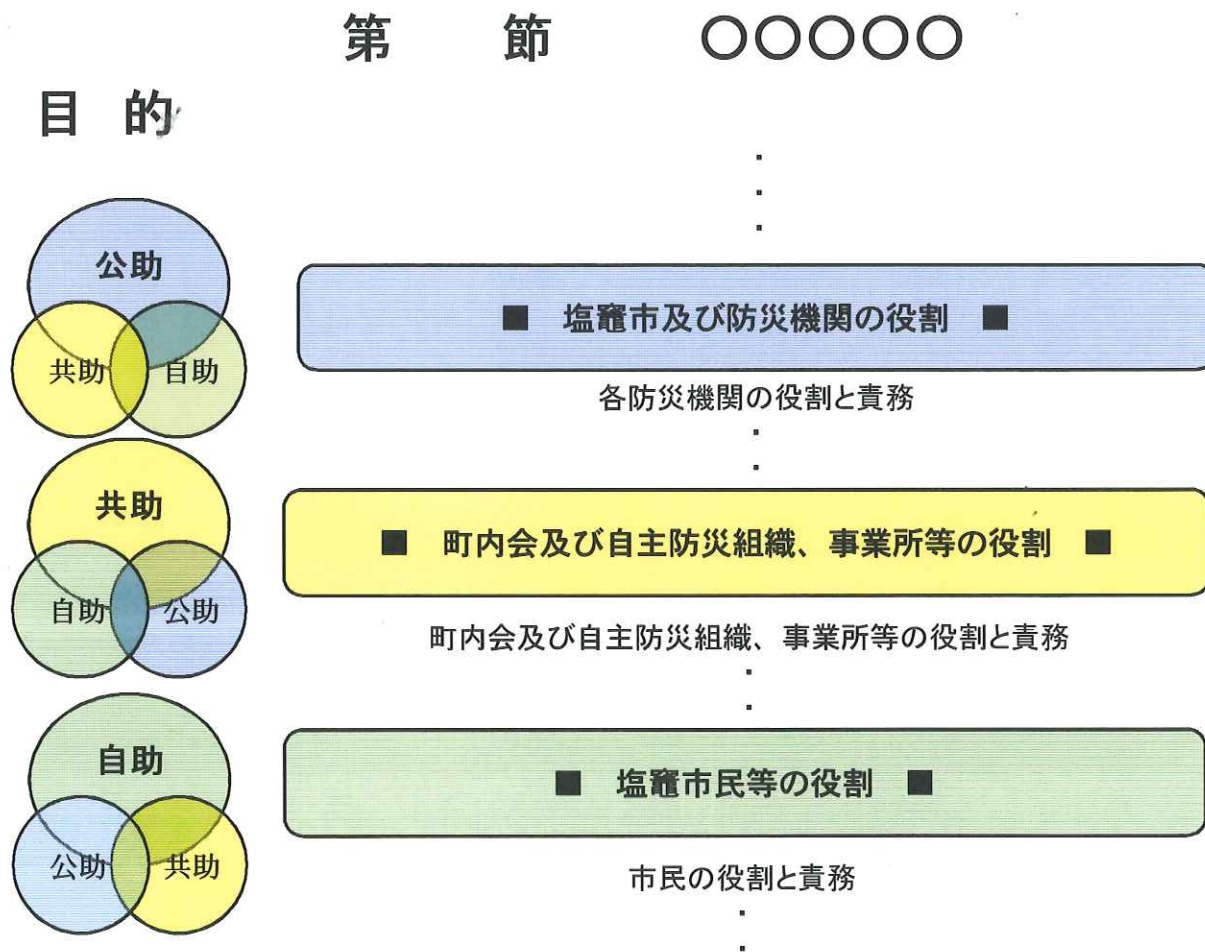 第　節　○○○○○
目 的
・
・
・
公助
共助 自助
■ 塩竈市及び防災機関の役割 ■
各防災機関の役割と責務
・
・
共助
自助 公助
■ 町内会及び自主防災組織、事業所等の役割 ■
町内会及び自主防災組織、事業所等の役割と責務
・
・
自助
公助 共助
■ 塩竈市民等の役割 ■
市民の役割と責務
・
・